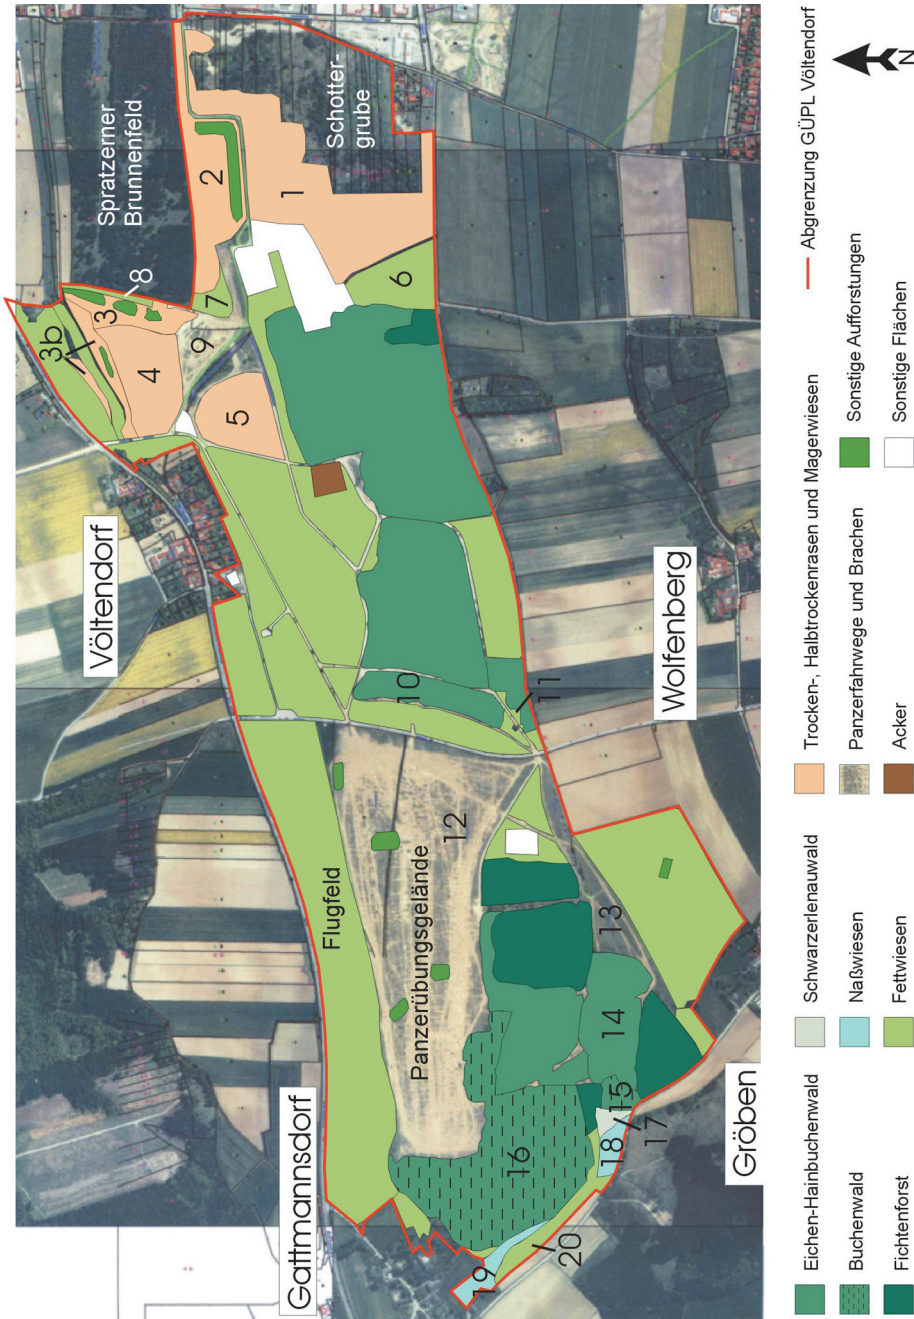 Gattmannsdorf
Völtendorf
3b
Spratzener
Brunnenfeld
3
8
4
7
2
9
5
1
Schotter-
grube
6
Flugfeld
10
11
Panzerübungsgelände
12
13
14
15
16
17
18
19
20
Gröben
Wolfenberg
Eichen-Hainbuchenwald
Buchenwald
Fichtenforst
Schwarzerlenauwald
Naßwiesen
Fettwiesen
Trocken-, Halbtrockenrasen und Magerwiesen
Panzerfahrwege und Brachen
Acker
Sonstige Aufforstungen
Sonstige Flächen
Abgrenzung GÜPL Völtendorf
N